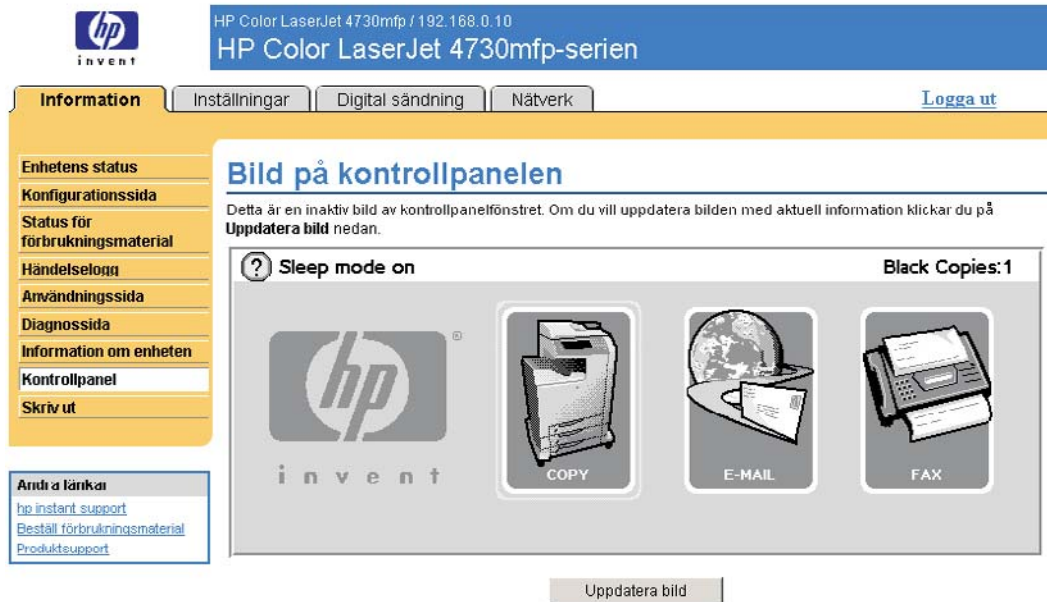 hp
invent
HP Color LaserJet 4730mfp / 192.168.0.10
HP Color LaserJet 4730mfp-serien
Information
Inställningar
Digital sändning
Nätverk
Logga ut
Enhetens status
Konfigurationssida
Status för
förbrukningsmaterial
Händelselogg
Användningssida
Diagnossida
Information om enheten
Kontrollpanel
Skriv ut
Andra länkar
hp instant support
Beställ förbrukningsmaterial
Produktsupport
Bild på kontrollpanelen
Detta är en inaktiv bild av kontrollpanelfönstret. Om du vill uppdatera bilden med aktuell information klickar du på
Uppdatera bild nedan.
? Sleep mode on
Black Copies:1
hp ®
invent
COPY
E-MAIL
FAX
Uppdatera bild